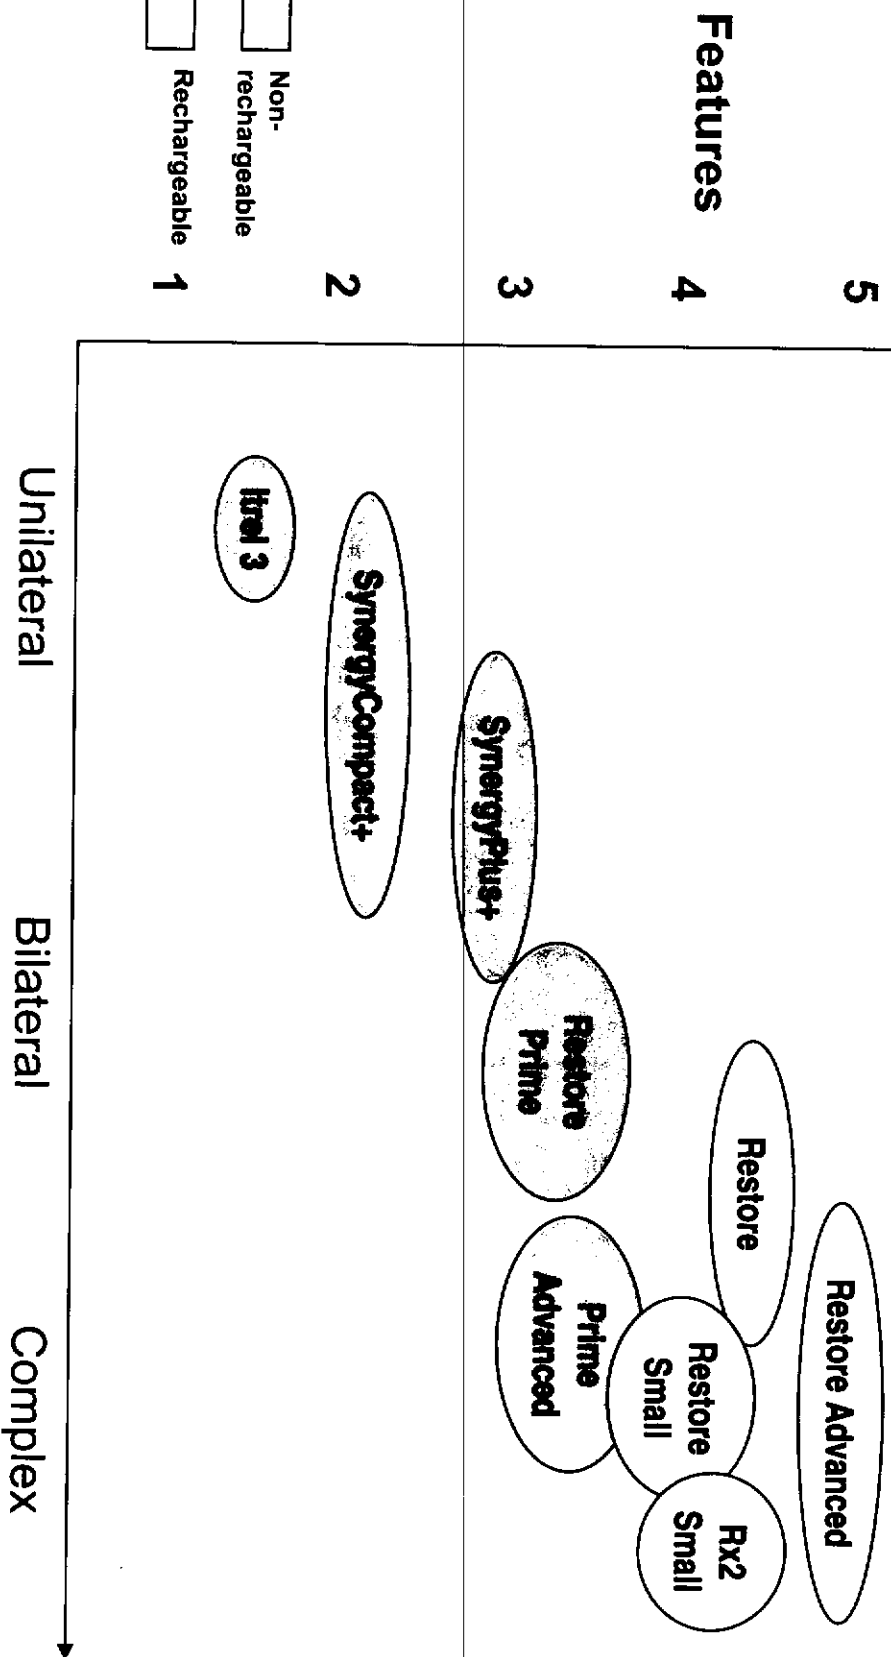 Features
5
4
3
2
1
Non-
rechargeable
Rechargeable
Restore Advanced
Restore
Rx2
Small
Restore
Small
Prime
Advanced
Restore
Prime
SynergyPlus+
SynergyCompact+
Itrel 3
Unilateral
Bilateral
Complex